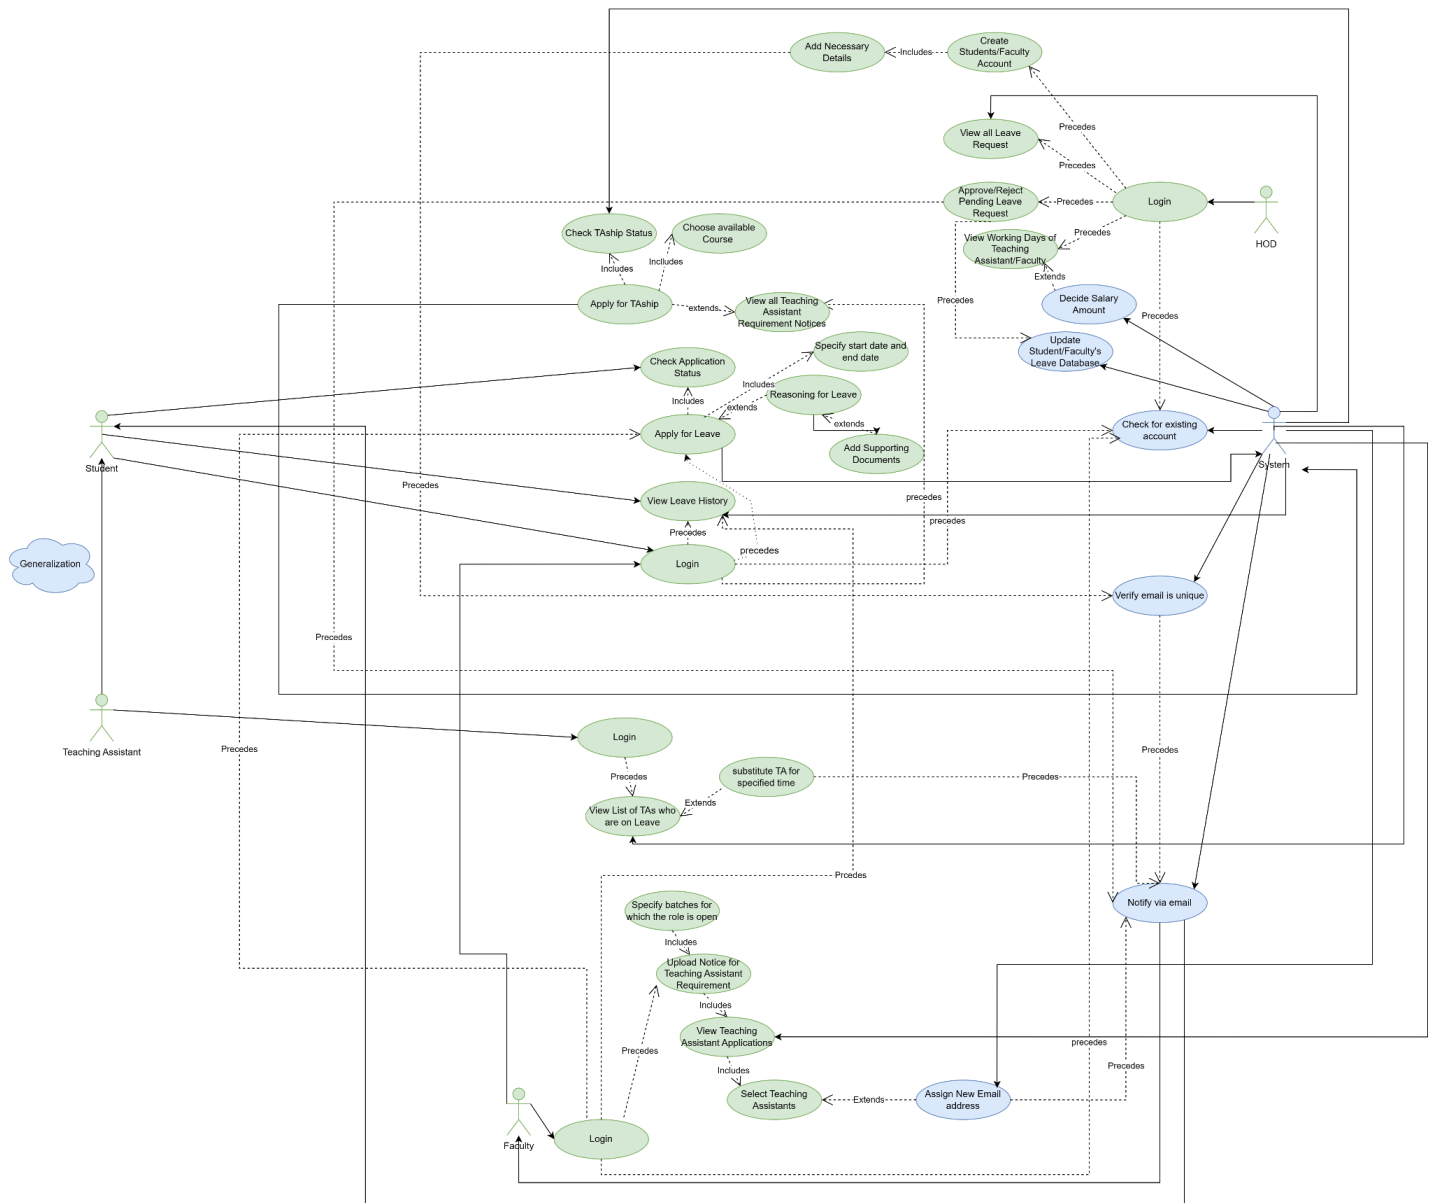 Add Necessary
Details
Includes
Create
Students/Faculty
Account
Precedes
View all Leave
Request
Precedes
Approve/Reject
Pending Leave
Request
Precedes
Login
HOD
Check TAship Status
Choose available
Course
View Working Days of
Teaching
Assistant/Faculty
Precedes
Includes
Includes
Extends
Apply for TAship
extends
View all Teaching
Assistant
Requirement Notices
Precedes
Decide Salary
Amount
Precedes
Specify start date and
end date
Update
Student/Faculty's
Leave Database
Check Application
Status
Includes
Includes
Reasoning for Leave
extends
extends
Apply for Leave
Add Supporting
Documents
Check for existing
account
Student
System
Precedes
View Leave History
precedes
precedes
Precedes
precedes
Login
Generalization
Verify email is unique
Precedes
Teaching Assistant
Login
Precedes
Precedes
Precedes
substitute TA for
specified time
Precedes
Extends
View List of TAs who
are on Leave
Prcedes
Specify batches for
which the role is open
Notify via email
Includes
Upload Notice for
Teaching Assistant
Requirement
Includes
View Teaching
Assistant Applications
precedes
Precedes
Includes
Precedes
Select Teaching
Assistants
Extends
Assign New Email
address
Faculty
Login